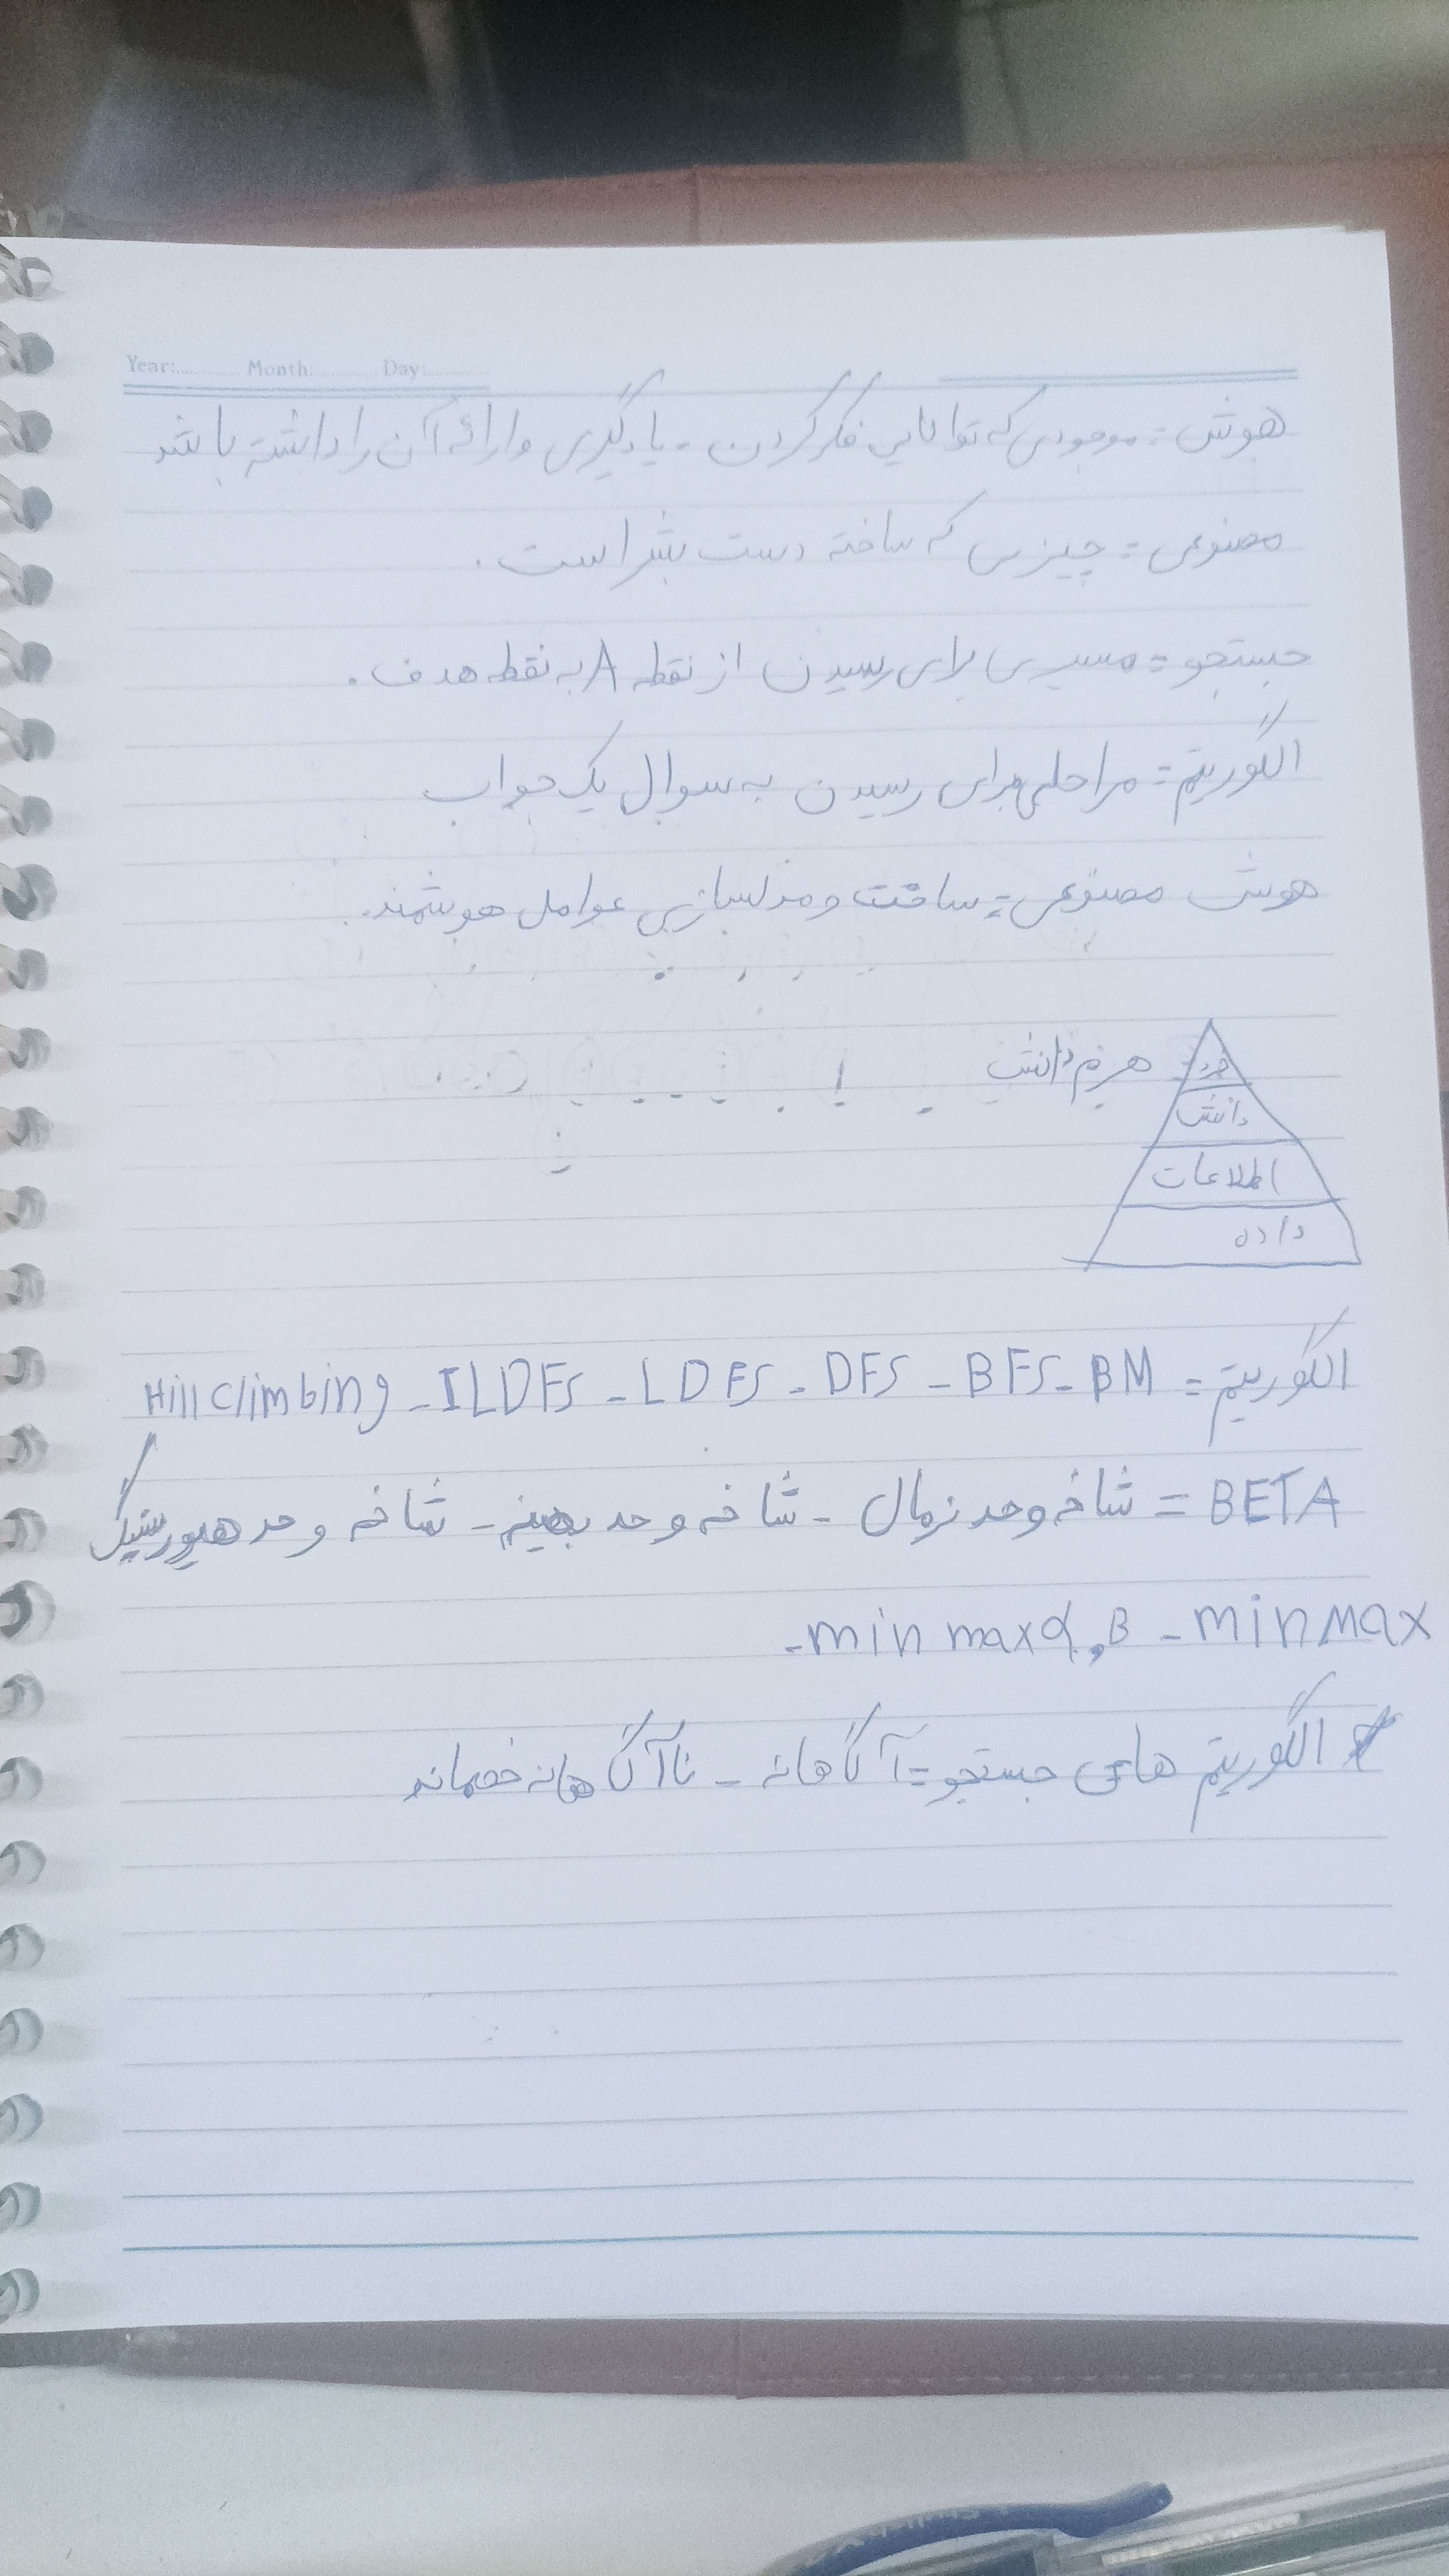 Year: Month: Day:
هوش = موجودی که توانایی فکر کردن - یادگیری و ارائه آن را داشته باشد
مصنوعی = چیزی که ساخته دست بشر است.
جستجو = مسیری برای رسیدن از نقطه A به نقطه هدف.
الگوریتم = مراحلی برای رسیدن به سوال یک جواب
هوش مصنوعی = ساخت و مدلسازی عوامل هوشمند.
هرم دانش
خرد
دانش
اطلاعات
داده
الگوریتم = BM - BFS - DFS - LDFS - ILDFS - Hill Climbing
BETA = شاخه و حد نرمال - شاخه و حد بهینه - شاخه و حد هیوریستیگ
minmax - minmax α,B -
الگوریتم های جستجو = آگاهانه - ناآگاهانه خصمانه